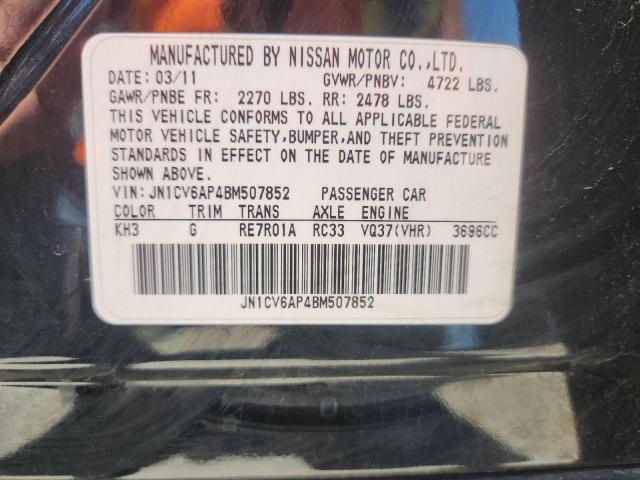 MANUFACTURED BY NISSAN MOTOR CO.,LTD.
DATE: 03/11 GVWR/PNBV: 4722 LBS.
GAWR/PNBE FR: 2270 LBS. RR: 2478 LBS.
THIS VEHICLE CONFORMS TO ALL APPLICABLE FEDERAL
MOTOR VEHICLE SAFETY,BUMPER,AND THEFT PREVENTION
STANDARDS IN EFFECT ON THE DATE OF MANUFACTURE
SHOWN ABOVE.
VIN: JN1CV6AP4BM507852 PASSENGER CAR
COLOR TRIM TRANS AXLE ENGINE
KH3 G RE7R01A RC33 VQ37(VHR) 3696CC
JN1CV6AP4BM507852